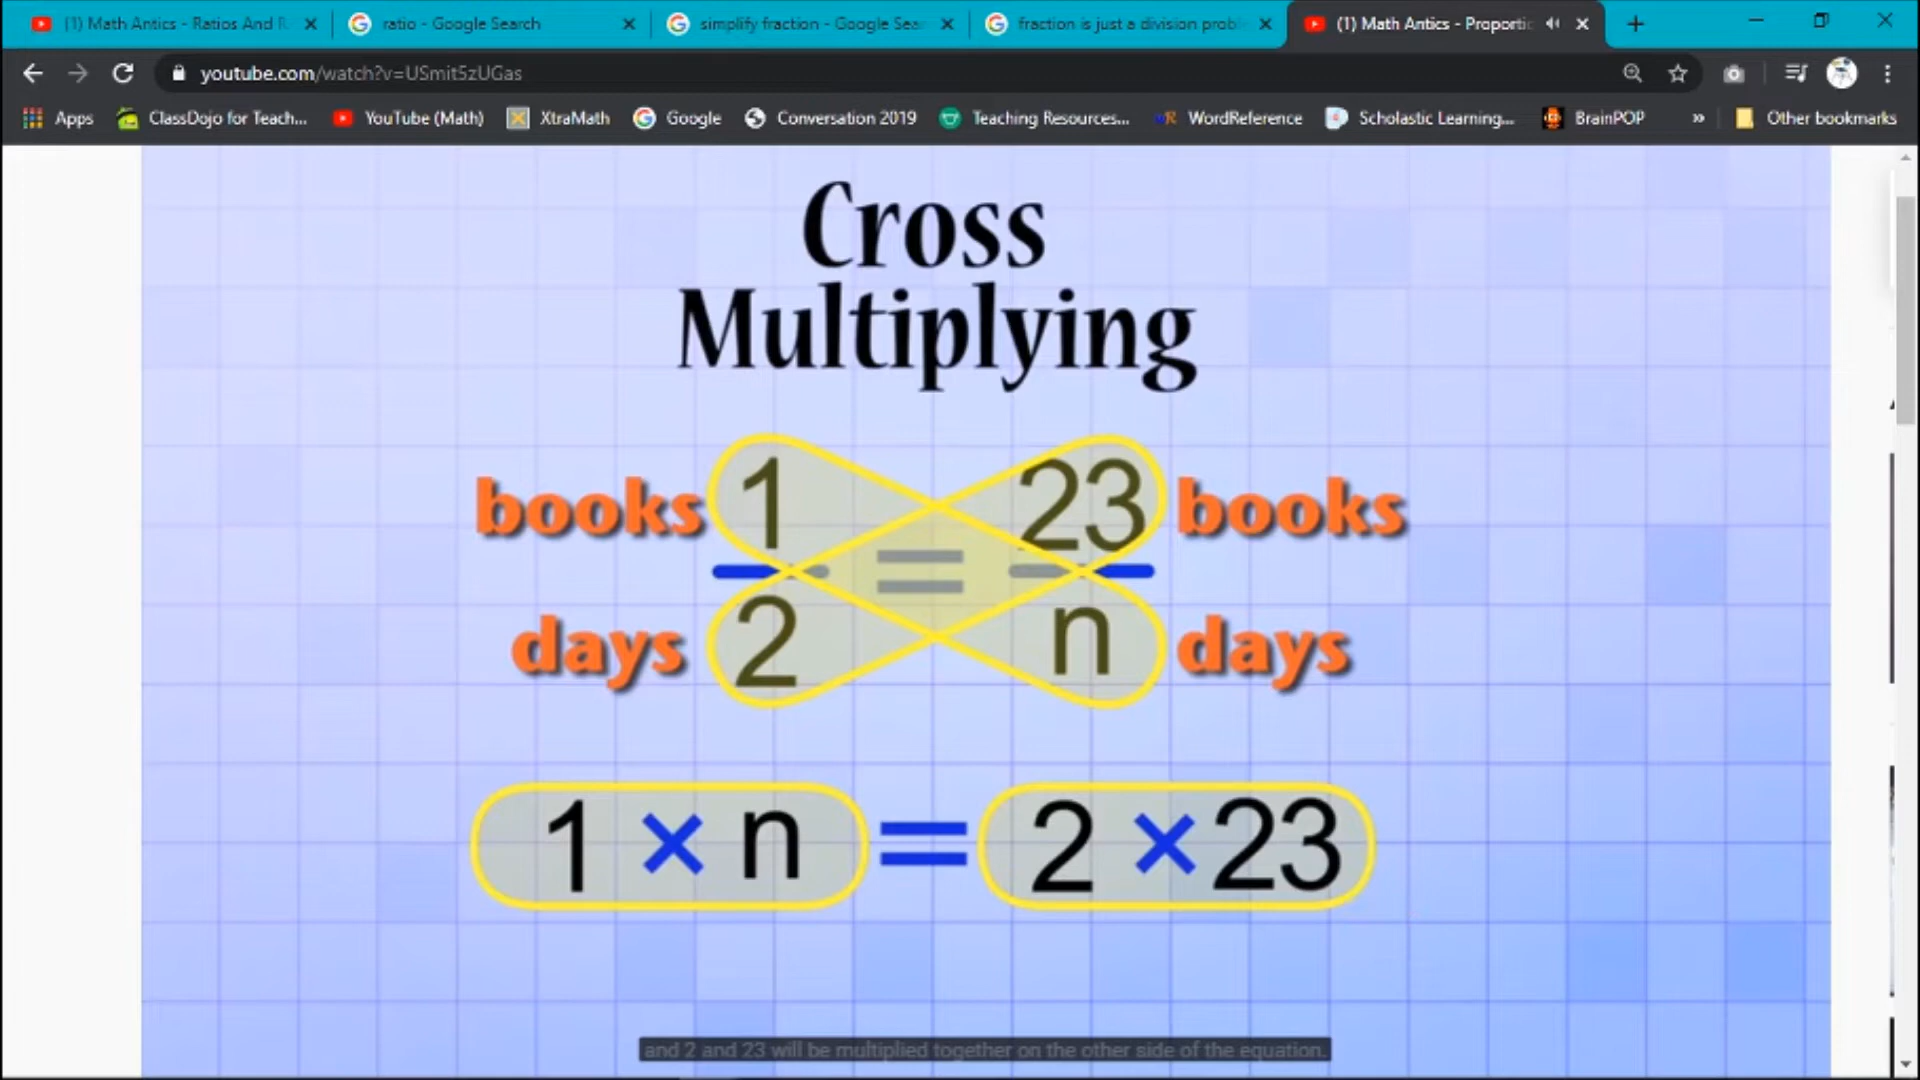 (1) Math Antics - Ratios And R
ratio - Google Search
simplify fraction - Google Sea
fraction is just a division probl
(1) Math Antics - Proportic
youtube.com/watch?v=USmit5zUGas
Apps
ClassDojo for Teach...
YouTube (Math)
XtraMath
Google
Conversation 2019
Teaching Resources...
WordReference
Scholastic Learning...
BrainPOP
»
Other bookmarks
Cross
Multiplying
books 1 = 23 books
days 2 n days
1 × n = 2 × 23
and 2 and 23 will be multiplied together on the other side of the equation.